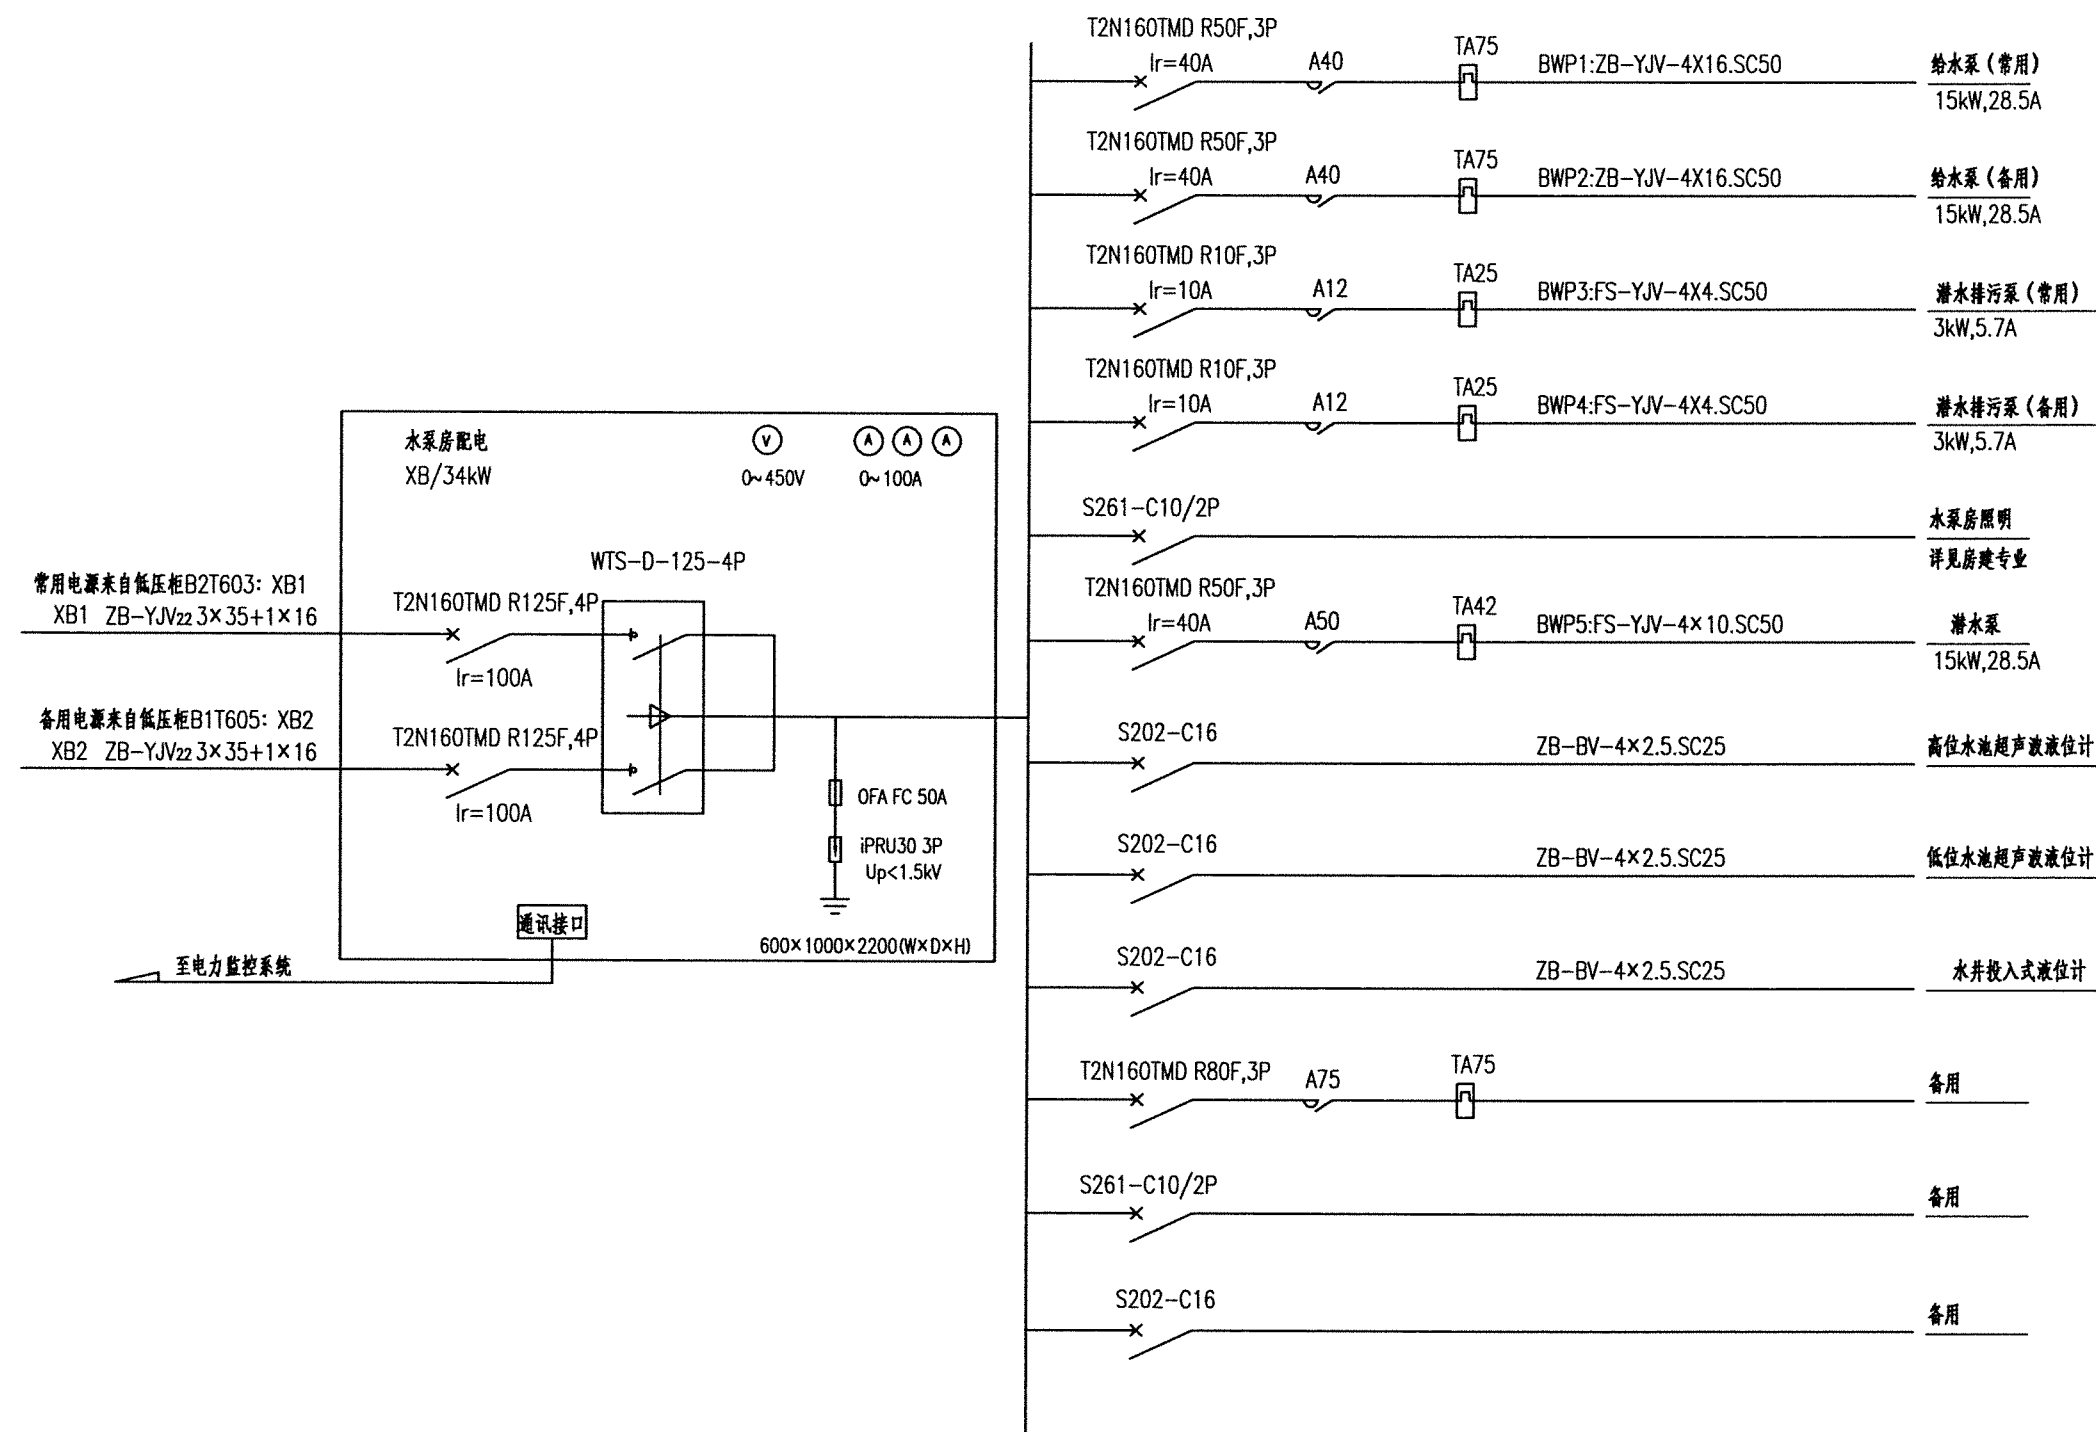 T2N160TMD R50F,3P
Ir=40A
A40
TA75
BWP1:ZB-YJV-4X16.SC50
给水泵(常用)
15kW,28.5A
T2N160TMD R50F,3P
Ir=40A
A40
TA75
BWP2:ZB-YJV-4X16.SC50
给水泵(备用)
15kW,28.5A
T2N160TMD R10F,3P
Ir=10A
A12
TA25
BWP3:FS-YJV-4X4.SC50
潜水排污泵(常用)
3kW,5.7A
T2N160TMD R10F,3P
Ir=10A
A12
TA25
BWP4:FS-YJV-4X4.SC50
潜水排污泵(备用)
3kW,5.7A
水泵房配电
XB/34kW
V
A A A
0~450V
0~100A
S261-C10/2P
水泵房照明
详见房建专业
WTS-D-125-4P
常用电源来自低压柜B2T603: XB1
XB1 ZB-YJV22 3×35+1×16
T2N160TMD R125F,4P
Ir=100A
备用电源来自低压柜B1T605: XB2
XB2 ZB-YJV22 3×35+1×16
T2N160TMD R125F,4P
Ir=100A
OFA FC 50A
iPRU30 3P
Up<1.5kV
通讯接口
600×1000×2200(W×D×H)
至电力监控系统
T2N160TMD R50F,3P
Ir=40A
A50
TA42
BWP5:FS-YJV-4×10.SC50
潜水泵
15kW,28.5A
S202-C16
ZB-BV-4×2.5.SC25
高位水池超声波液位计
S202-C16
ZB-BV-4×2.5.SC25
低位水池超声波液位计
S202-C16
ZB-BV-4×2.5.SC25
水井投入式液位计
T2N160TMD R80F,3P
A75
TA75
备用
S261-C10/2P
备用
S202-C16
备用